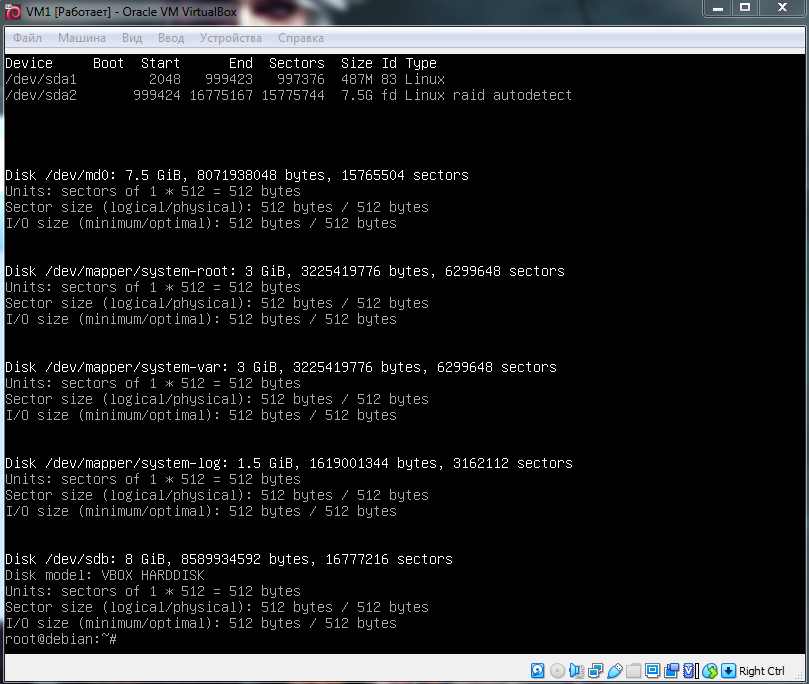 VM1 [Работает] - Oracle VM VirtualBox
Файл Машина Вид Ввод Устройства Справка
Device     Boot  Start      End  Sectors  Size Id Type
/dev/sda1         2048   999423   997376  487M 83 Linux
/dev/sda2       999424 16775167 15775744  7.5G fd Linux raid autodetect
Disk /dev/md0: 7.5 GiB, 8071938048 bytes, 15765504 sectors
Units: sectors of 1 * 512 = 512 bytes
Sector size (logical/physical): 512 bytes / 512 bytes
I/O size (minimum/optimal): 512 bytes / 512 bytes
Disk /dev/mapper/system-root: 3 GiB, 3225419776 bytes, 6299648 sectors
Units: sectors of 1 * 512 = 512 bytes
Sector size (logical/physical): 512 bytes / 512 bytes
I/O size (minimum/optimal): 512 bytes / 512 bytes
Disk /dev/mapper/system-var: 3 GiB, 3225419776 bytes, 6299648 sectors
Units: sectors of 1 * 512 = 512 bytes
Sector size (logical/physical): 512 bytes / 512 bytes
I/O size (minimum/optimal): 512 bytes / 512 bytes
Disk /dev/mapper/system-log: 1.5 GiB, 1619001344 bytes, 3162112 sectors
Units: sectors of 1 * 512 = 512 bytes
Sector size (logical/physical): 512 bytes / 512 bytes
I/O size (minimum/optimal): 512 bytes / 512 bytes
Disk /dev/sdb: 8 GiB, 8589934592 bytes, 16777216 sectors
Disk model: VBOX HARDDISK
Units: sectors of 1 * 512 = 512 bytes
Sector size (logical/physical): 512 bytes / 512 bytes
I/O size (minimum/optimal): 512 bytes / 512 bytes
root@debian:~#
Right Ctrl